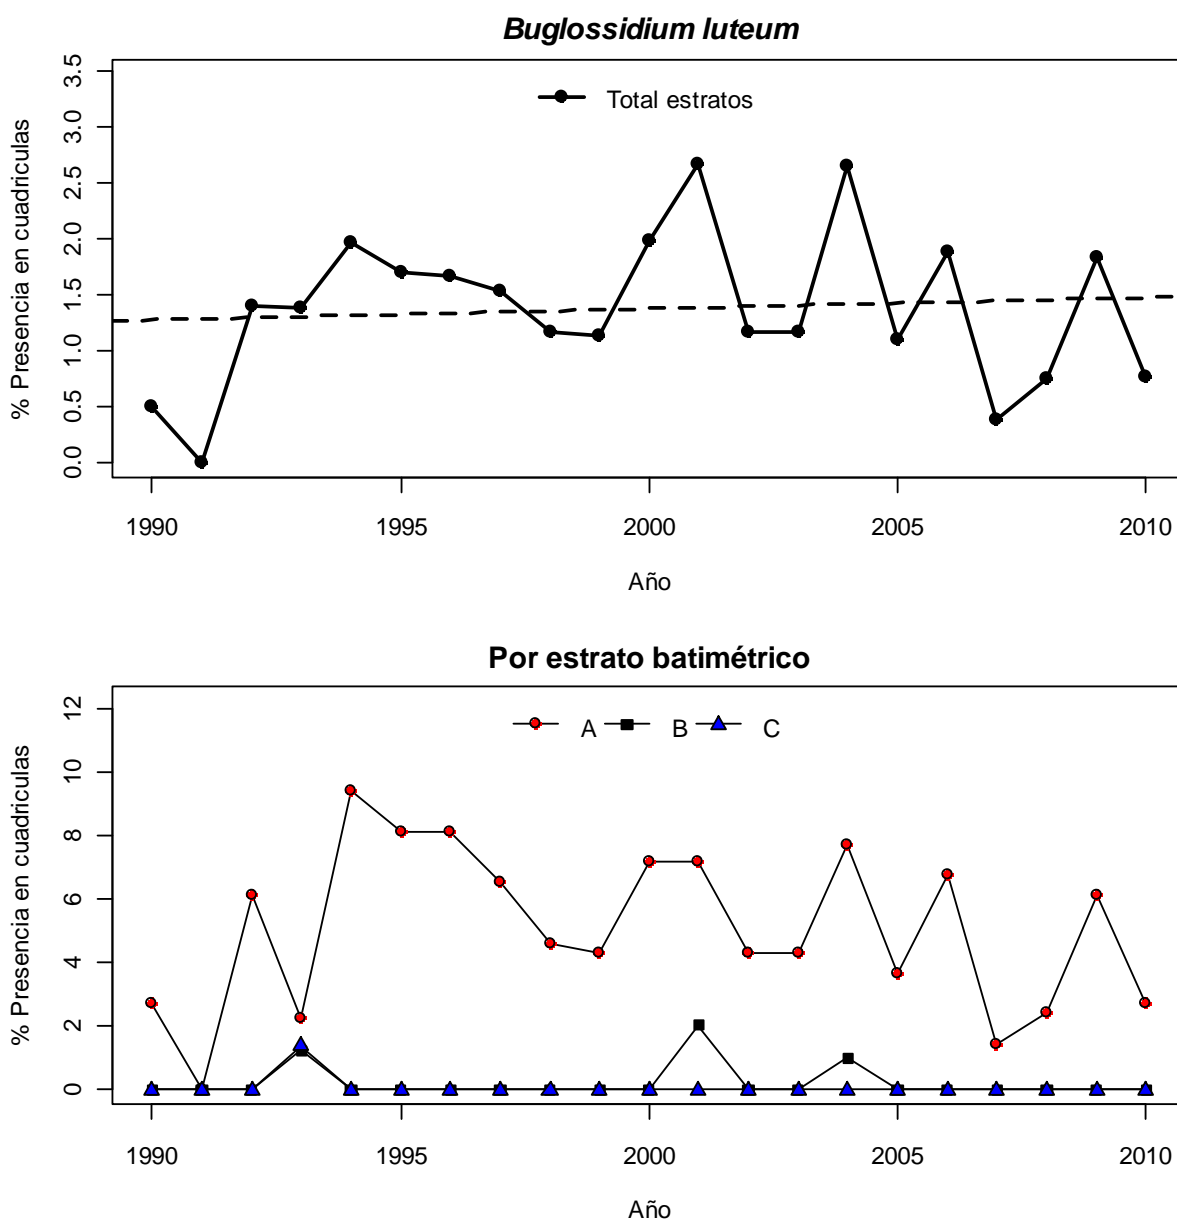 Buglossidium luteum
Total estratos
% Presencia en cuadriculas
3.5
3.0
2.5
2.0
1.5
1.0
0.5
0.0
1990 1995 2000 2005 2010
Año
Por estrato batimétrico
A B C
% Presencia en cuadriculas
12
10
8
6
4
2
0
1990 1995 2000 2005 2010
Año